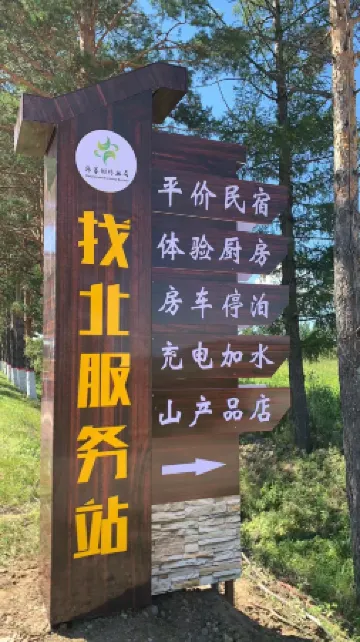 找北服务站
平价民宿
体验厨房
房车停泊
充电加水
山产品店